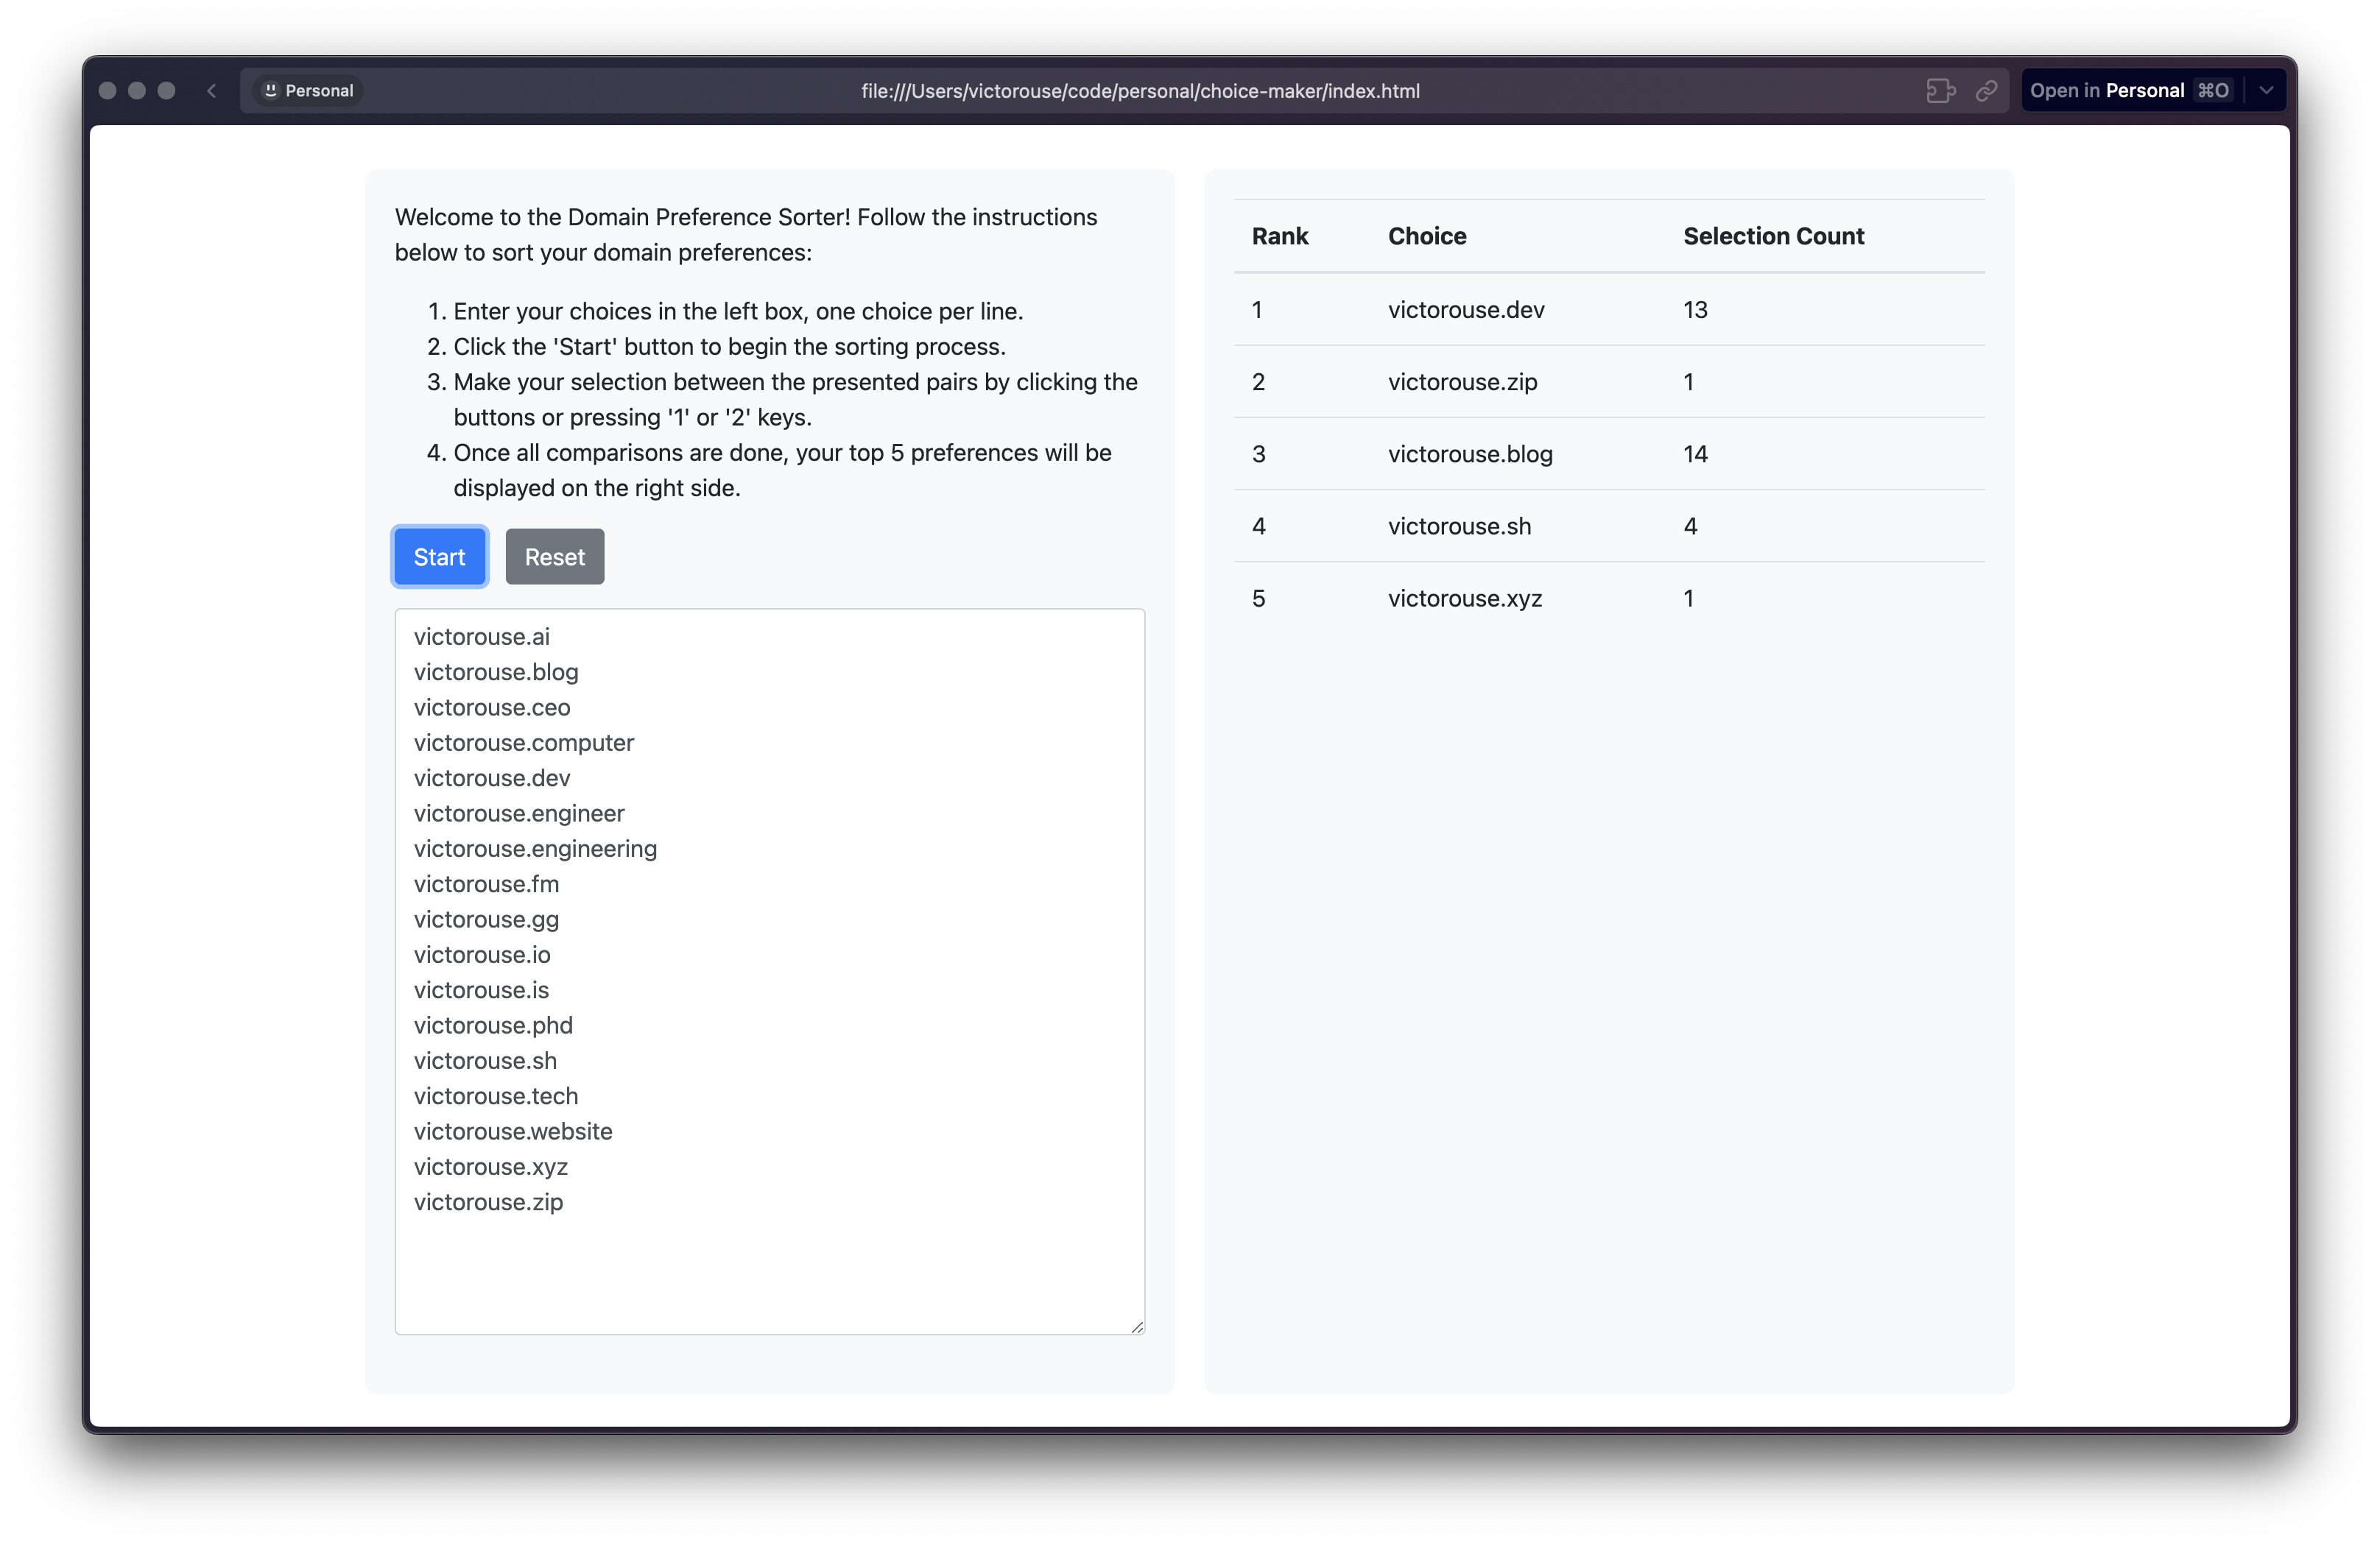 Personal
file:///Users/victorouse/code/personal/choice-maker/index.html
Open in Personal ⌘O
Welcome to the Domain Preference Sorter! Follow the instructions
below to sort your domain preferences:
1. Enter your choices in the left box, one choice per line.
2. Click the 'Start' button to begin the sorting process.
3. Make your selection between the presented pairs by clicking the
buttons or pressing '1' or '2' keys.
4. Once all comparisons are done, your top 5 preferences will be
displayed on the right side.
Start Reset
victorouse.ai
victorouse.blog
victorouse.ceo
victorouse.computer
victorouse.dev
victorouse.engineer
victorouse.engineering
victorouse.fm
victorouse.gg
victorouse.io
victorouse.is
victorouse.phd
victorouse.sh
victorouse.tech
victorouse.website
victorouse.xyz
victorouse.zip
Rank Choice Selection Count
1 victorouse.dev 13
2 victorouse.zip 1
3 victorouse.blog 14
4 victorouse.sh 4
5 victorouse.xyz 1